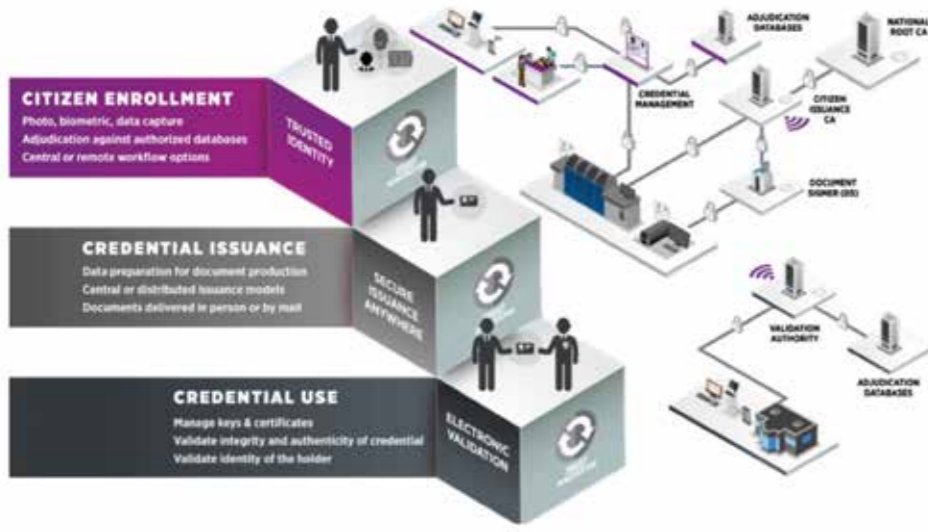 CITIZEN ENROLLMENT
Photo, biometric, data capture
Adjudication against authorized databases
Central or remote workflow options
TRUSTED
IDENTITY
CREDENTIAL ISSUANCE
Data preparation for document production
Central or distributed issuance models
Documents delivered in person or by mail
SECURE
ISSUANCE
ANYWHERE
CREDENTIAL USE
Manage keys & certificates
Validate integrity and authenticity of credential
Validate identity of the holder
ELECTRONIC
VALIDATION
ADJUDICATION
DATABASES
NATIONAL
ROOT CA
CREDENTIAL
MANAGEMENT
CITIZEN
ISSUANCE
CA
DOCUMENT
SIGNER (DS)
VALIDATION
AUTHORITY
ADJUDICATION
DATABASES